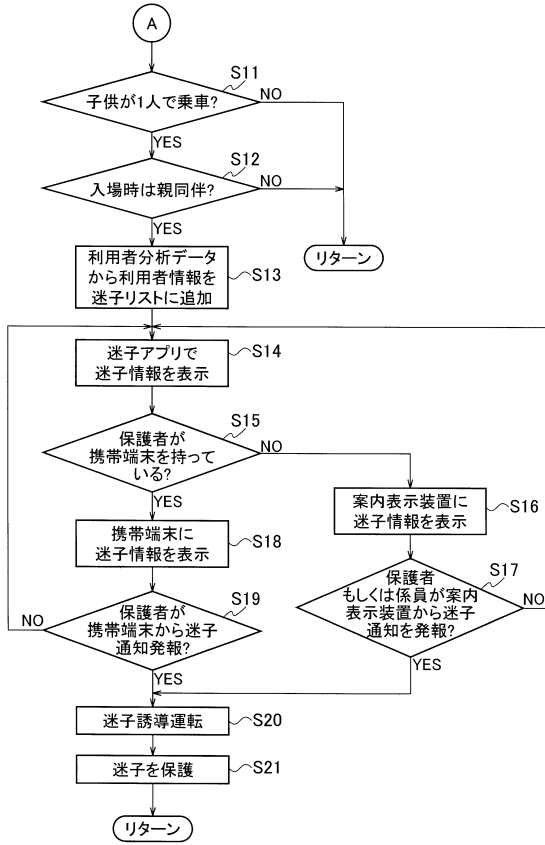 A
S11
子供が1人で乗車?
NO
YES
S12
入場時は親同伴?
NO
YES
リターン
利用者分析データ
から利用者情報を
迷子リストに追加
S13
迷子アプリで
迷子情報を表示
S14
S15
保護者が
携帯端末を持って
いる?
NO
YES
案内表示装置に
迷子情報を表示
S16
携帯端末に
迷子情報を表示
S18
S17
保護者
もしくは係員が案内
表示装置から迷子
通知を発報?
NO
YES
S19
保護者が
携帯端末から迷子
通知発報?
NO
YES
迷子誘導運転
S20
迷子を保護
S21
リターン